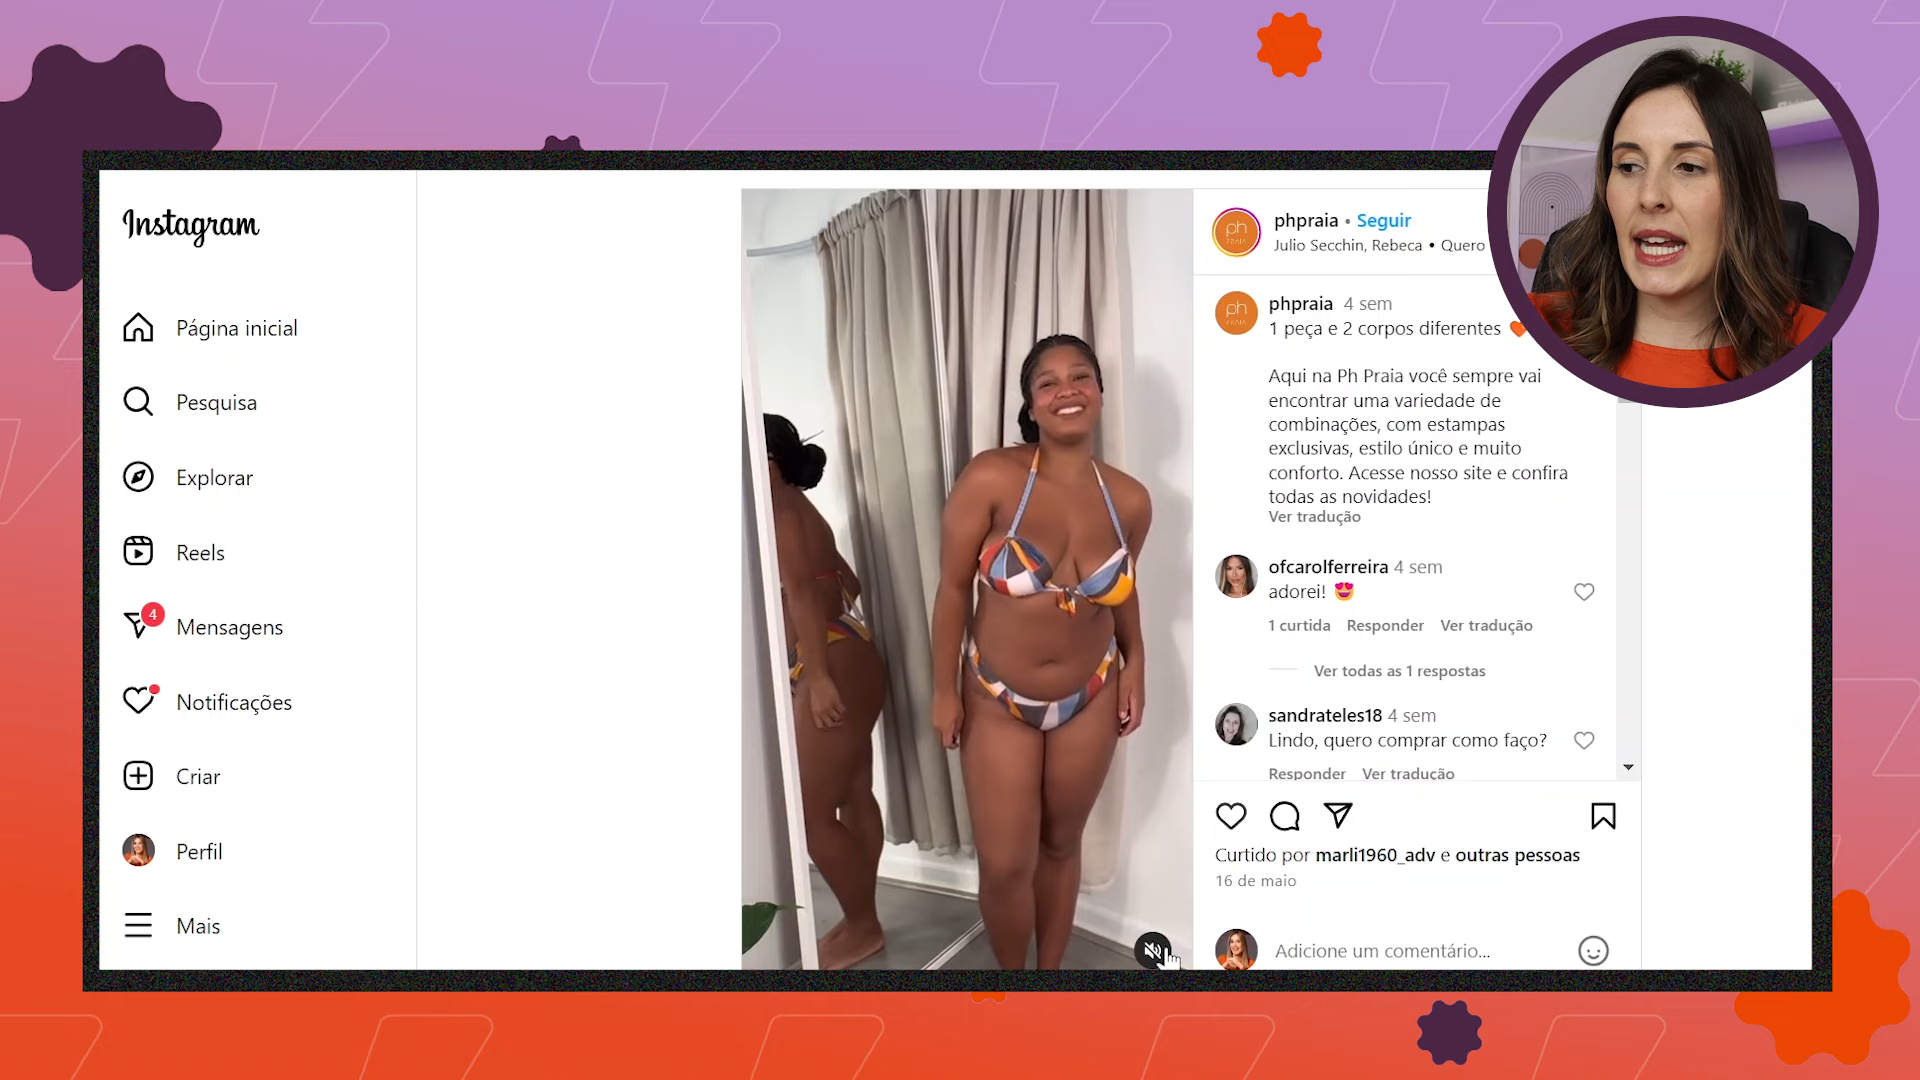 Instagram
Página inicial
Pesquisa
Explorar
Reels
4
Mensagens
Notificações
Criar
Perfil
Mais
ph
PRAIA
phpraia • Seguir
Julio Secchin, Rebeca • Quero
ph
PRAIA
phpraia 4 sem
1 peça e 2 corpos diferentes
Aqui na Ph Praia você sempre vai
encontrar uma variedade de
combinações, com estampas
exclusivas, estilo único e muito
conforto. Acesse nosso site e confira
todas as novidades!
Ver tradução
ofcarolferreira 4 sem
adorei! 😍
1 curtida Responder Ver tradução
Ver todas as 1 respostas
sandrateles18 4 sem
Lindo, quero comprar como faço?
Responder Ver tradução
Curtido por marli1960_adv e outras pessoas
16 de maio
Adicione um comentário...